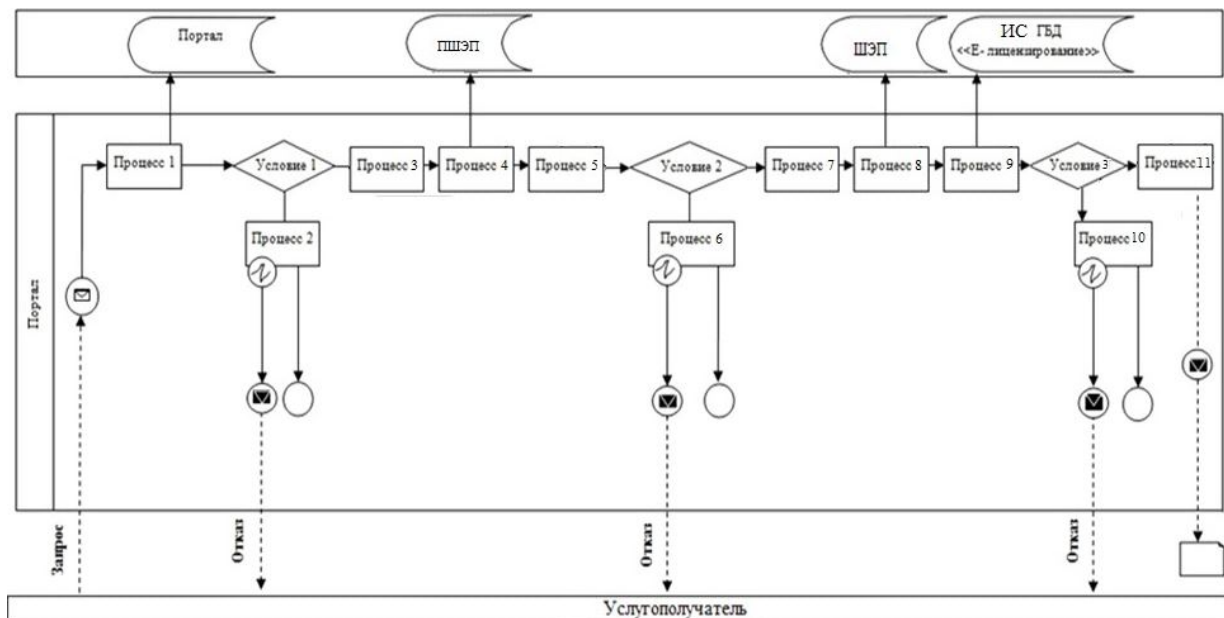 Портал
ПШЭП
ШЭП
ИС ГБД
<<Е- лицензирование>>
Процесс 1
Условие 1
Процесс 3
Процесс 4
Процесс 5
Условие 2
Процесс 7
Процесс 8
Процесс 9
Условие 3
Процесс11
Процесс 2
Процесс 6
Процесс 10
Портал
Запрос
Отказ
Отказ
Отказ
Услугополучатель